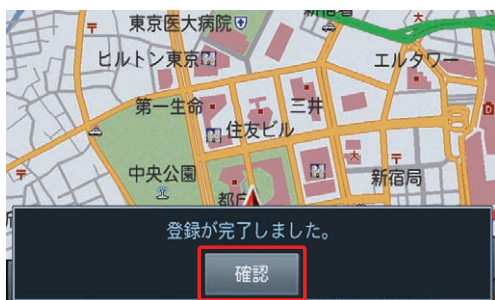 東京医大病院
ヒルトン東京
エルタワー
第一生命
三井
住友ビル
中央公園
新宿局
都庁
登録が完了しました。
確認